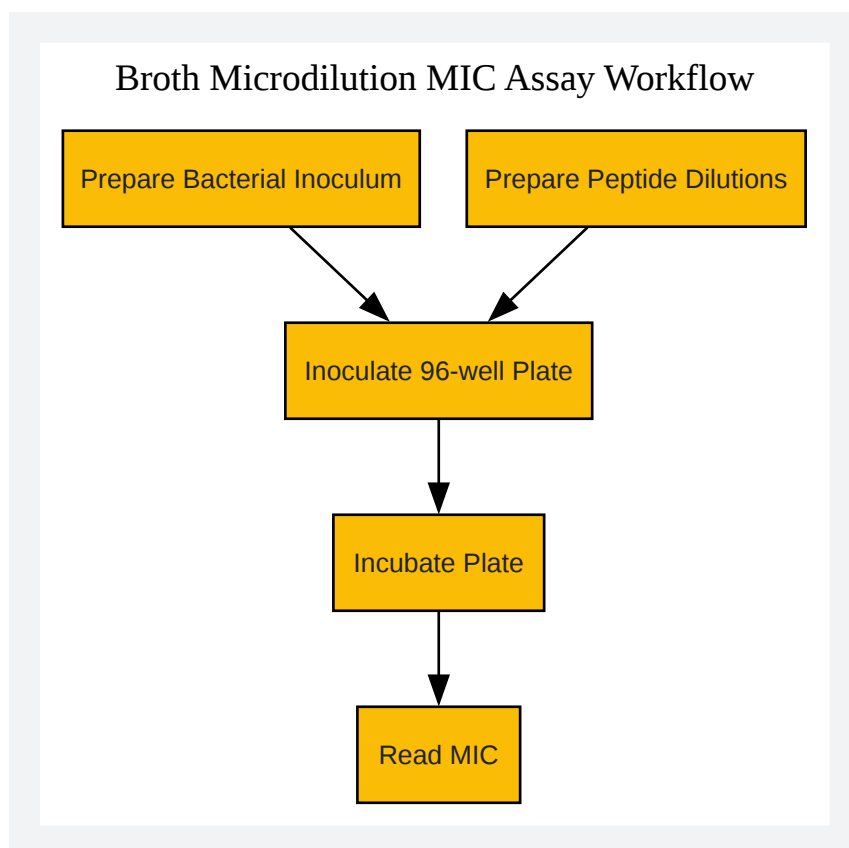 Broth Microdilution MIC Assay Workflow
Prepare Bacterial Inoculum
Prepare Peptide Dilutions
Inoculate 96-well Plate
Incubate Plate
Read MIC